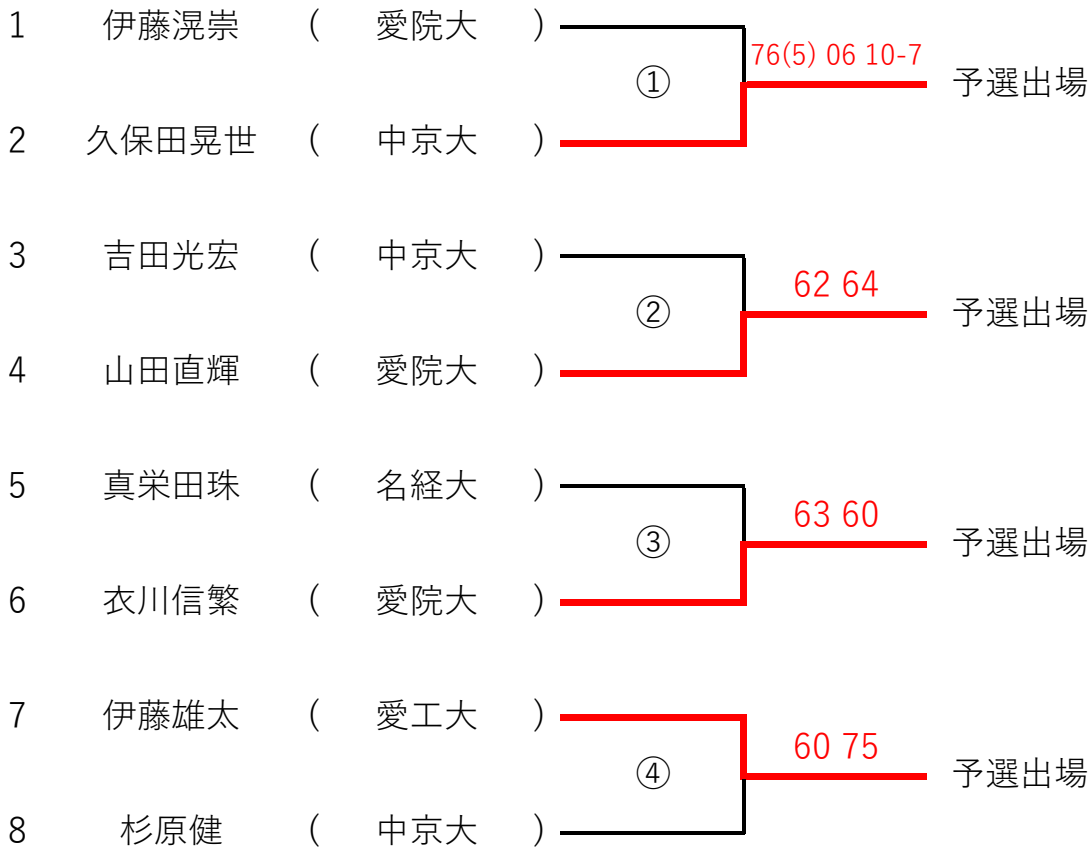 1 伊藤滉崇 ( 愛院大 )
76(5) 06 10-7
① 予選出場
2 久保田晃世 ( 中京大 )
3 吉田光宏 ( 中京大 )
62 64
② 予選出場
4 山田直輝 ( 愛院大 )
5 真栄田珠 ( 名経大 )
63 60
③ 予選出場
6 衣川信繁 ( 愛院大 )
7 伊藤雄太 ( 愛工大 )
60 75
④ 予選出場
8 杉原健 ( 中京大 )